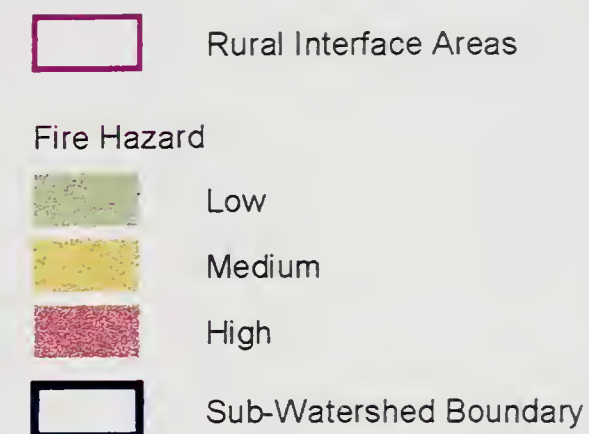 Rural Interface Areas
Fire Hazard
Low
Medium
High
Sub-Watershed Boundary